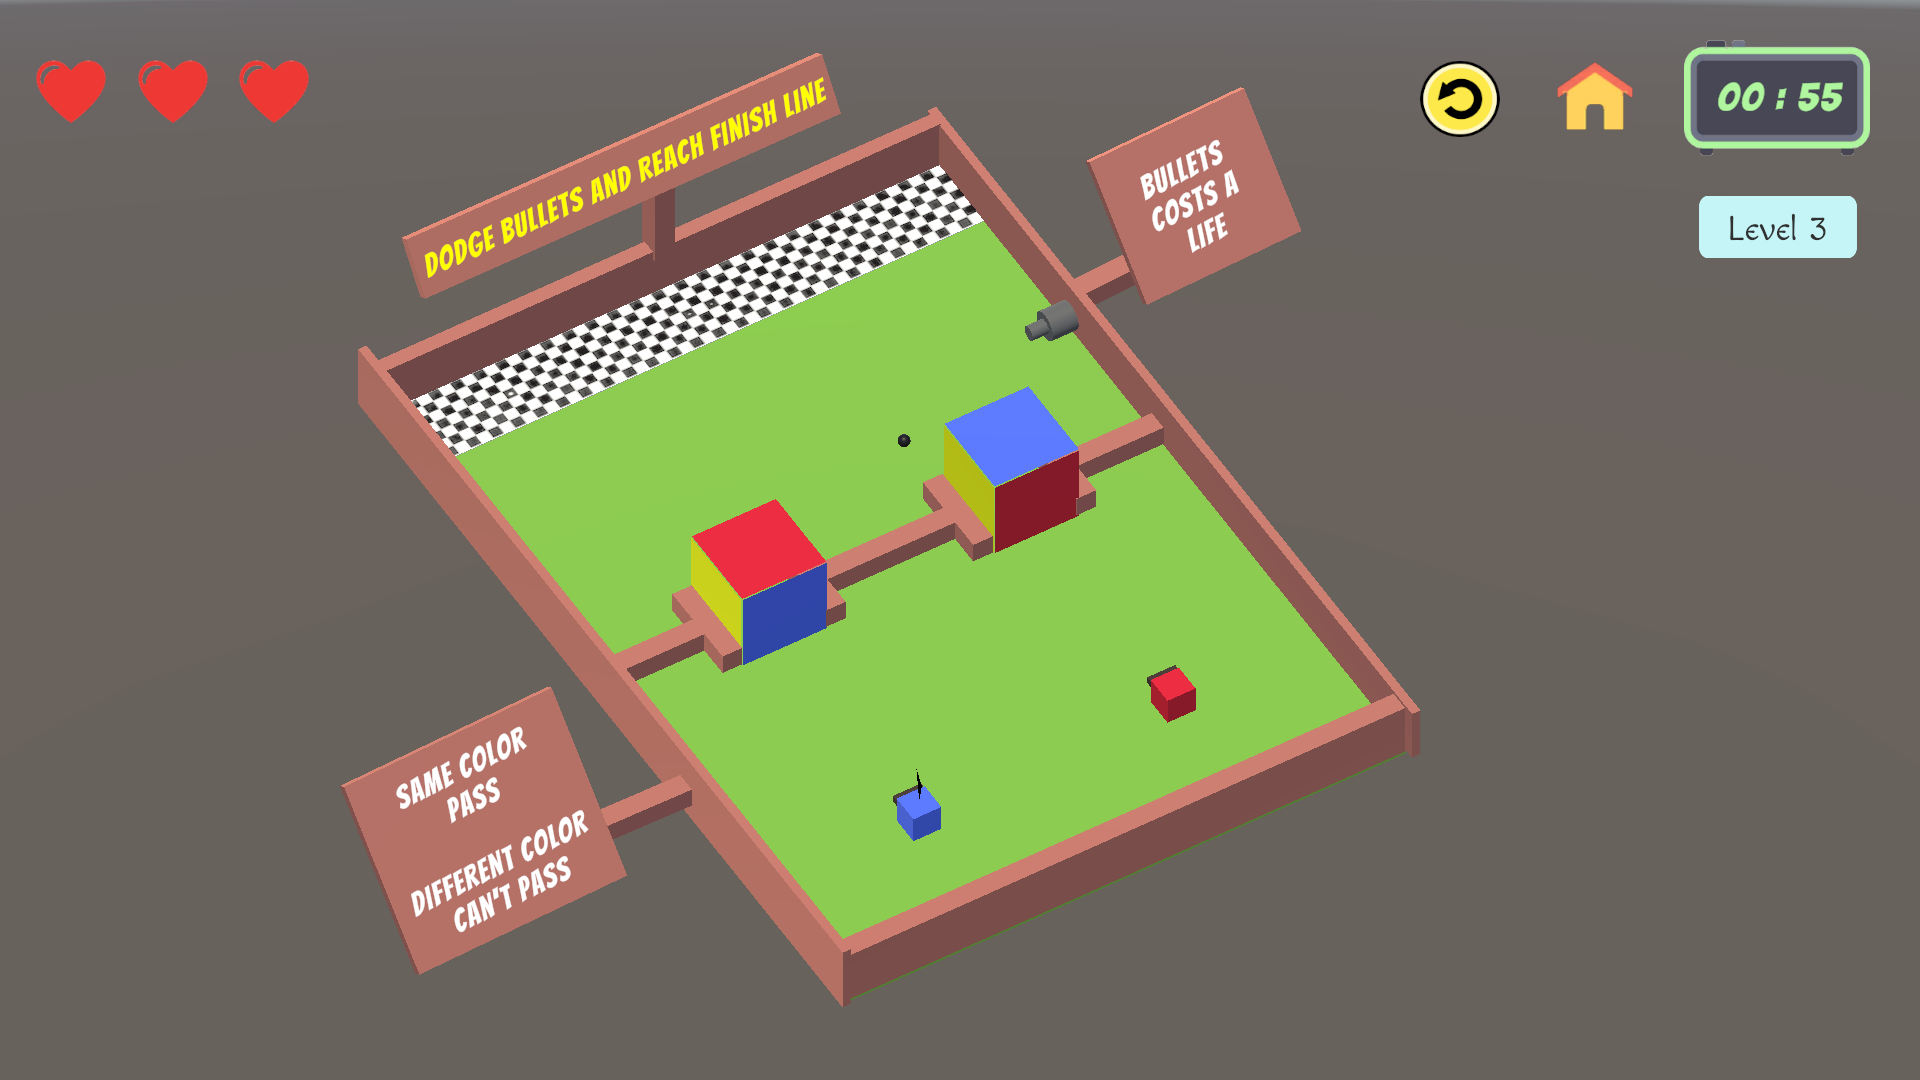 DODGE BULLETS AND REACH FINISH LINE
BULLETS
COSTS A
LIFE
00 : 55
Level 3
SAME COLOR
PASS
DIFFERENT COLOR
CAN'T PASS